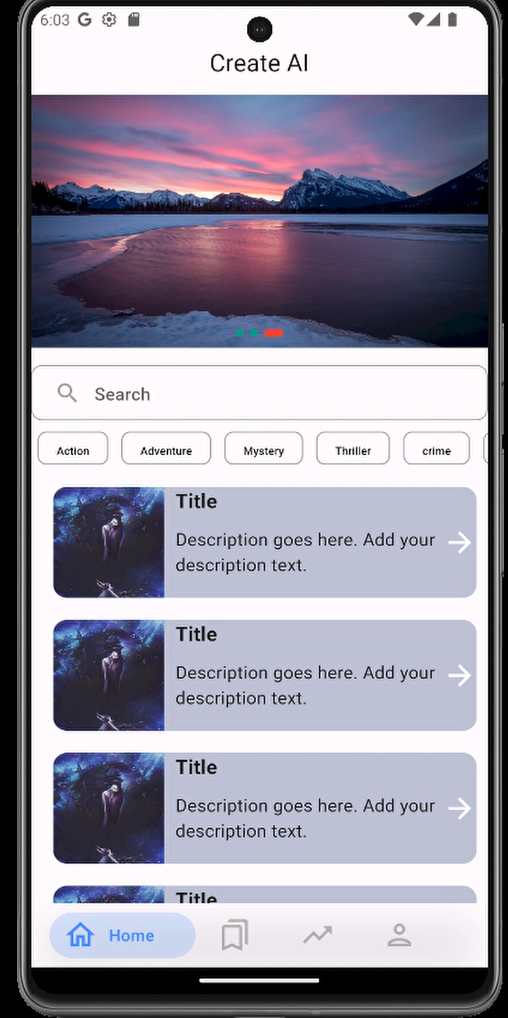 6:03
Create AI
Search
Action Adventure Mystery Thriller crime
Title
Description goes here. Add your
description text.
Title
Description goes here. Add your
description text.
Title
Description goes here. Add your
description text.
Title
Home